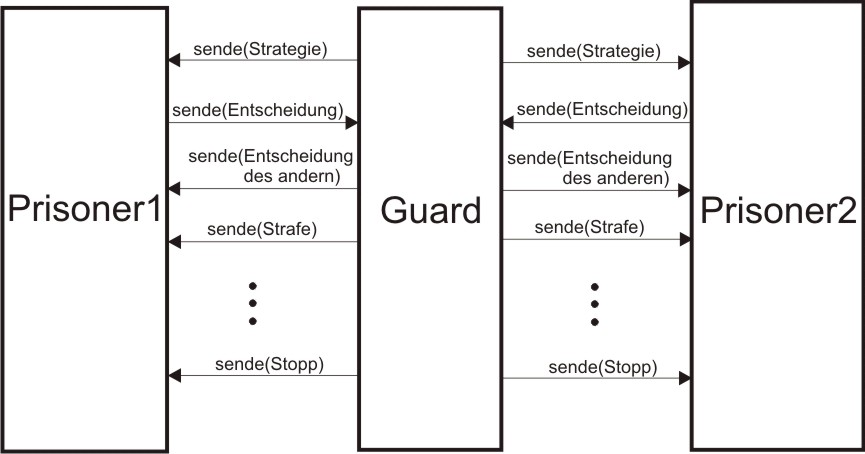 sende(Strategie)
sende(Strategie)
sende(Entscheidung)
sende(Entscheidung)
sende(Entscheidung
des andern)
sende(Entscheidung
des anderen)
Prisoner1
Guard
Prisoner2
sende(Strafe)
sende(Strafe)
sende(Stopp)
sende(Stopp)